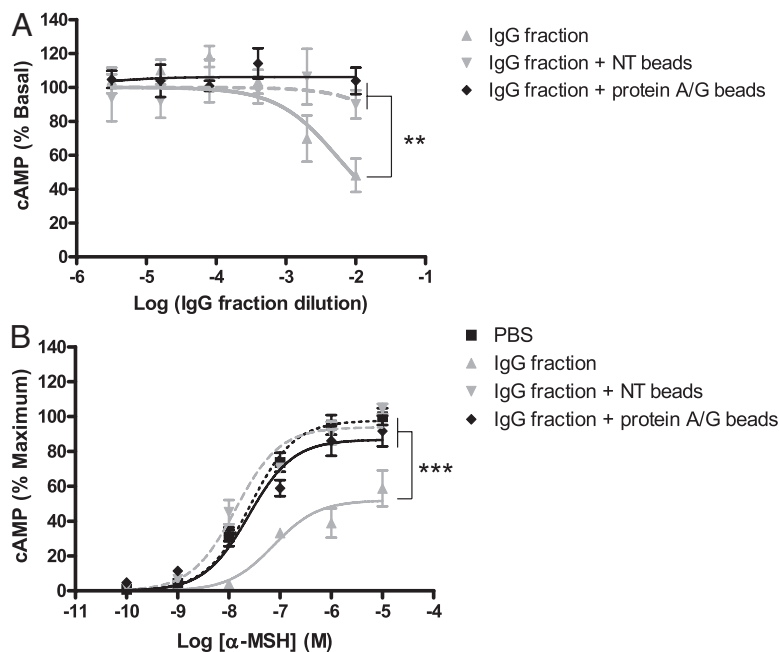 A
140
120
100
80
60
40
20
0
cAMP (% Basal)
-6 -5 -4 -3 -2 -1
Log (IgG fraction dilution)
**
IgG fraction
IgG fraction + NT beads
IgG fraction + protein A/G beads
B
140
120
100
80
60
40
20
0
cAMP (% Maximum)
-11 -10 -9 -8 -7 -6 -5 -4
Log [α-MSH] (M)
***
PBS
IgG fraction
IgG fraction + NT beads
IgG fraction + protein A/G beads